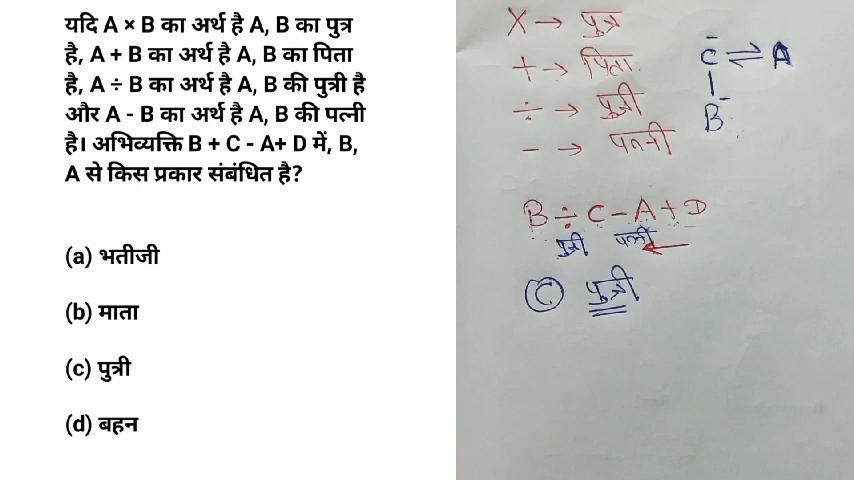 यदि A × B का अर्थ है A, B का पुत्र
है, A + B का अर्थ है A, B का पिता
है, A ÷ B का अर्थ है A, B की पुत्री है
और A - B का अर्थ है A, B की पत्नी
है। अभिव्यक्ति B + C - A+ D में, B,
A से किस प्रकार संबंधित है?
(a) भतीजी
(b) माता
(c) पुत्री
(d) बहन
X → पुत्र
+ → पिता
÷ → पुत्री
- → पत्नी
C ⇌ A
B
B ÷ C - A + D
पुत्री पत्नी
C पुत्री